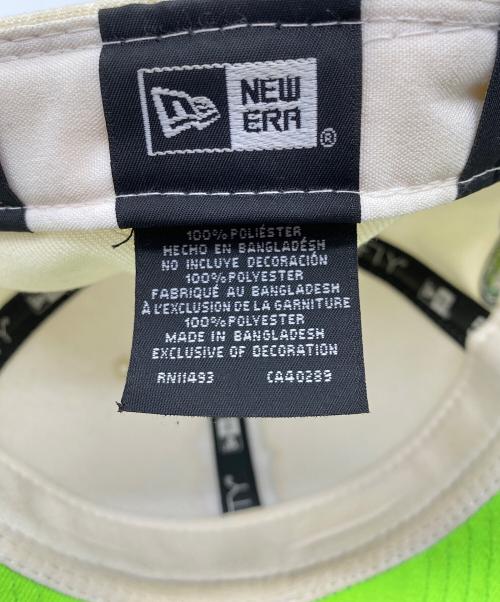 NEW
ERA
®
100% POLIÉSTER
HECHO EN BANGLADÉSH
NO INCLUYE DECORACIÓN
100% POLYESTER
FABRIQUÉ AU BANGLADESH
À L'EXCLUSION DE LA GARNITURE
100% POLYESTER
MADE IN BANGLADESH
EXCLUSIVE OF DECORATION
RN11493 CA40289